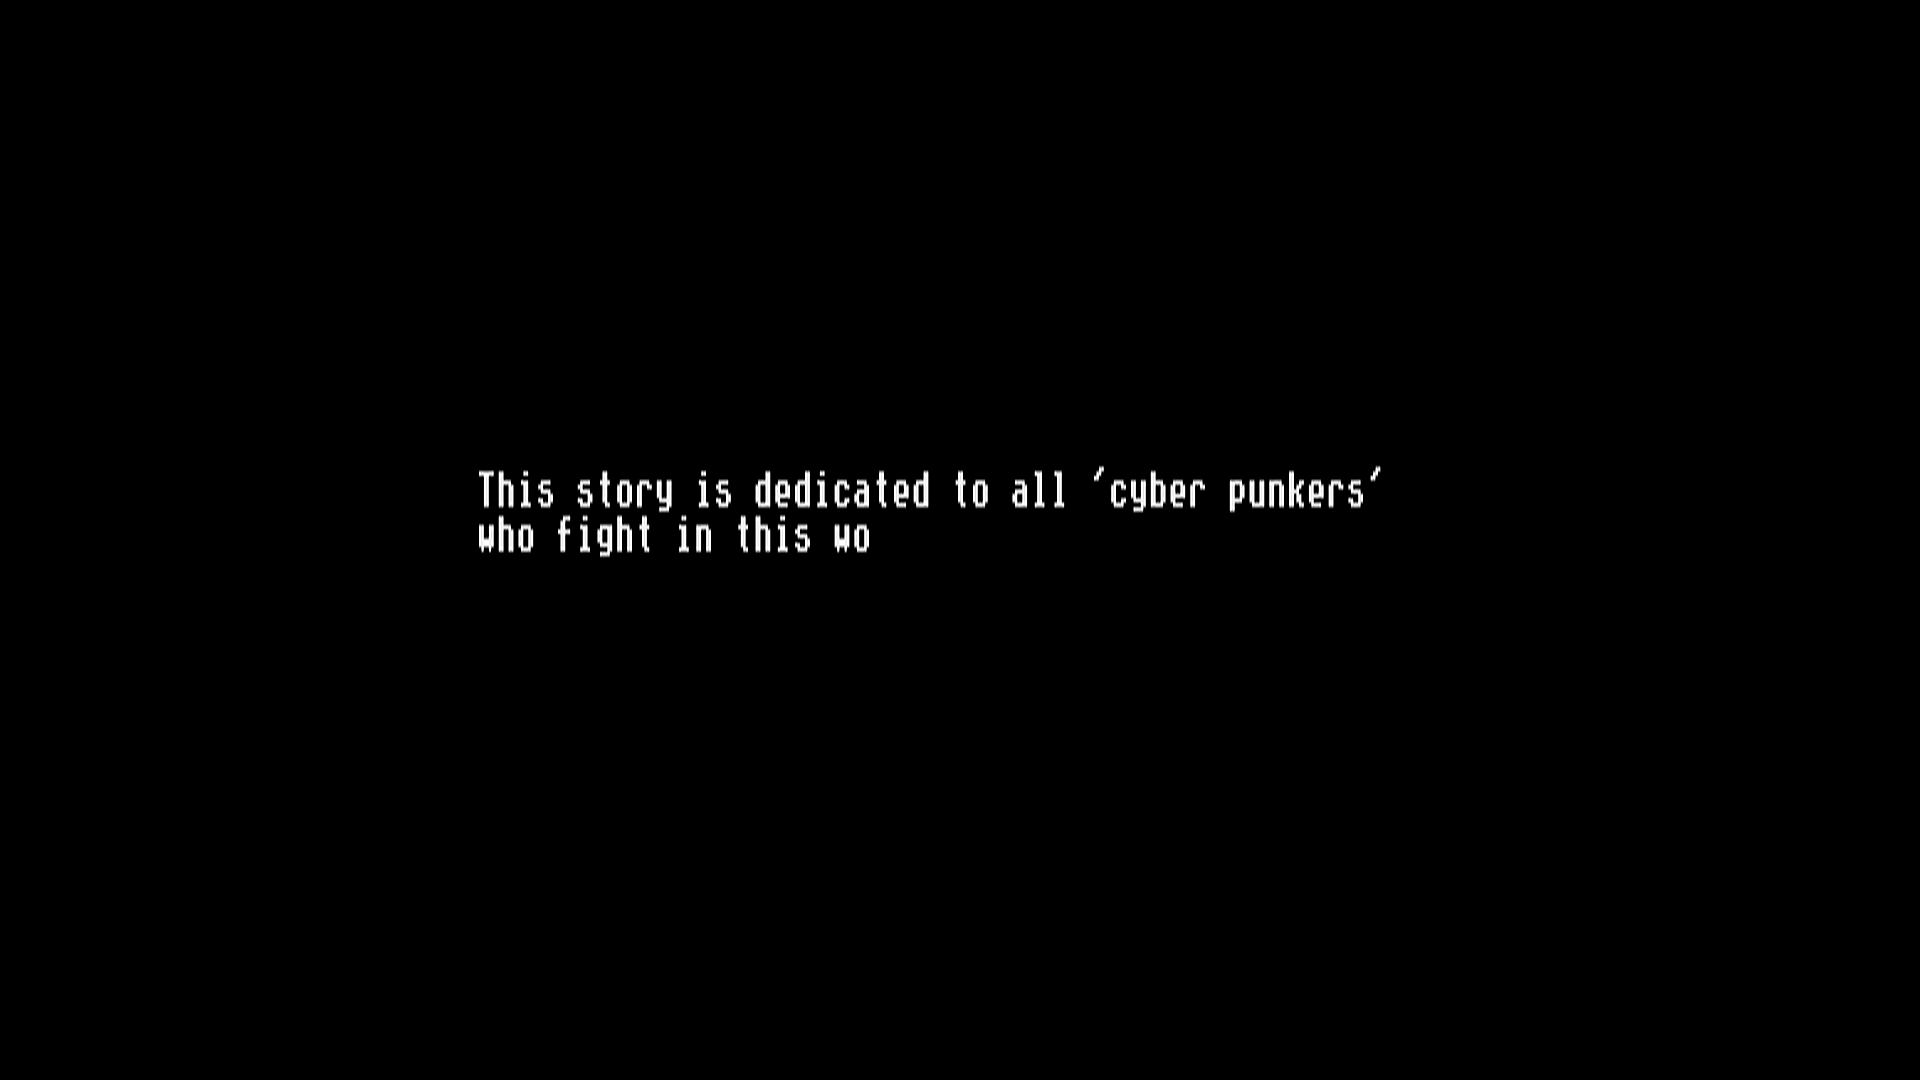 This story is dedicated to all 'cyber punkers'
who fight in this wo